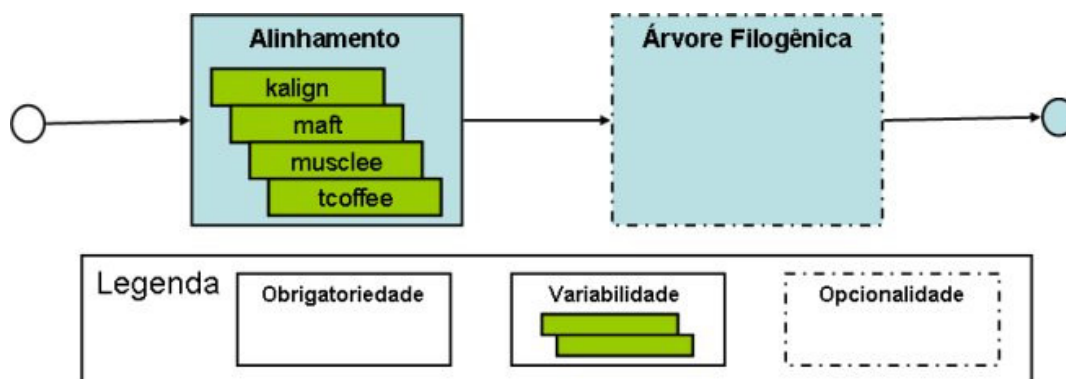 Alinhamento
Árvore Filogênica
kalign
maft
musclee
tcoffee
Legenda
Obrigatoriedade
Variabilidade
Opcionalidade